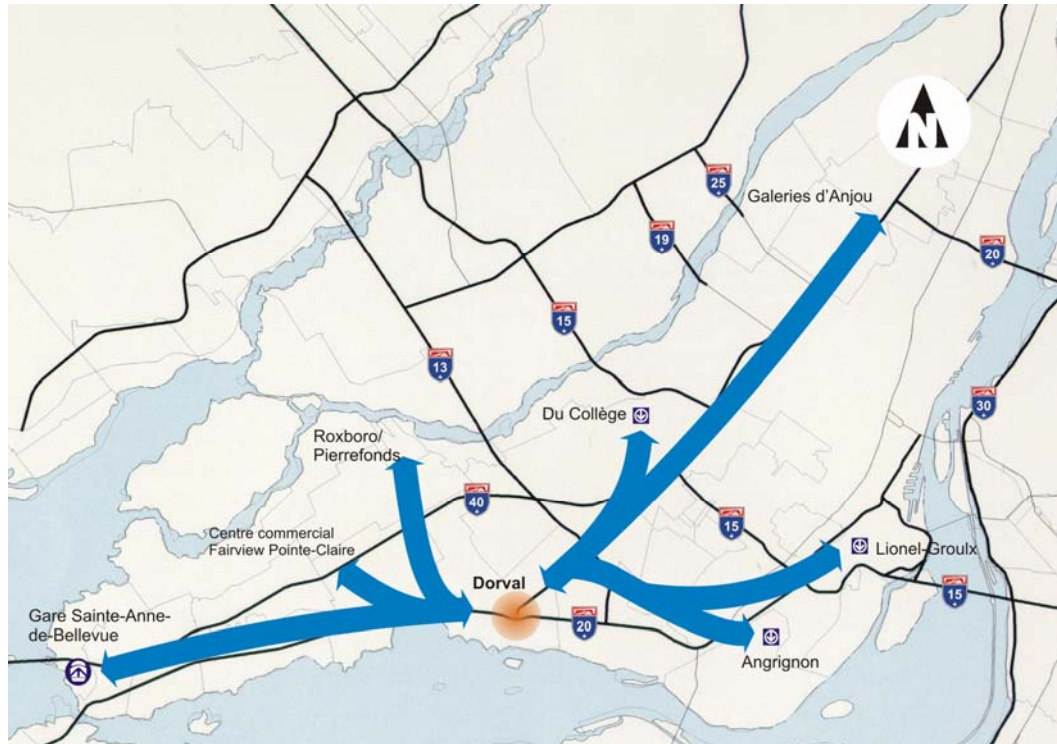 N
25
Galeries d'Anjou
19
20
15
13
30
Du Collège
Roxboro/
Pierrefonds
40
15
Centre commercial
Fairview Pointe-Claire
Lionel-Groulx
Dorval
15
Gare Sainte-Anne-
de-Bellevue
20
Angrignon